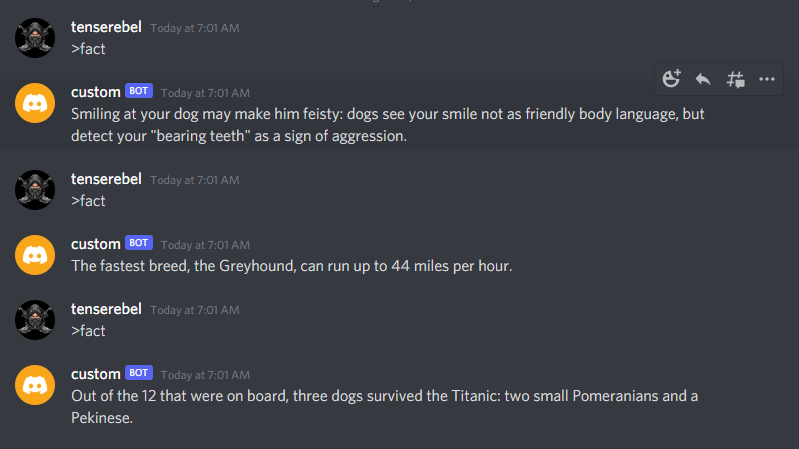 tenserebel Today at 7:01 AM
>fact
custom BOT Today at 7:01 AM
Smiling at your dog may make him feisty: dogs see your smile not as friendly body language, but
detect your "bearing teeth" as a sign of aggression.
tenserebel Today at 7:01 AM
>fact
custom BOT Today at 7:01 AM
The fastest breed, the Greyhound, can run up to 44 miles per hour.
tenserebel Today at 7:01 AM
>fact
custom BOT Today at 7:01 AM
Out of the 12 that were on board, three dogs survived the Titanic: two small Pomeranians and a
Pekinese.